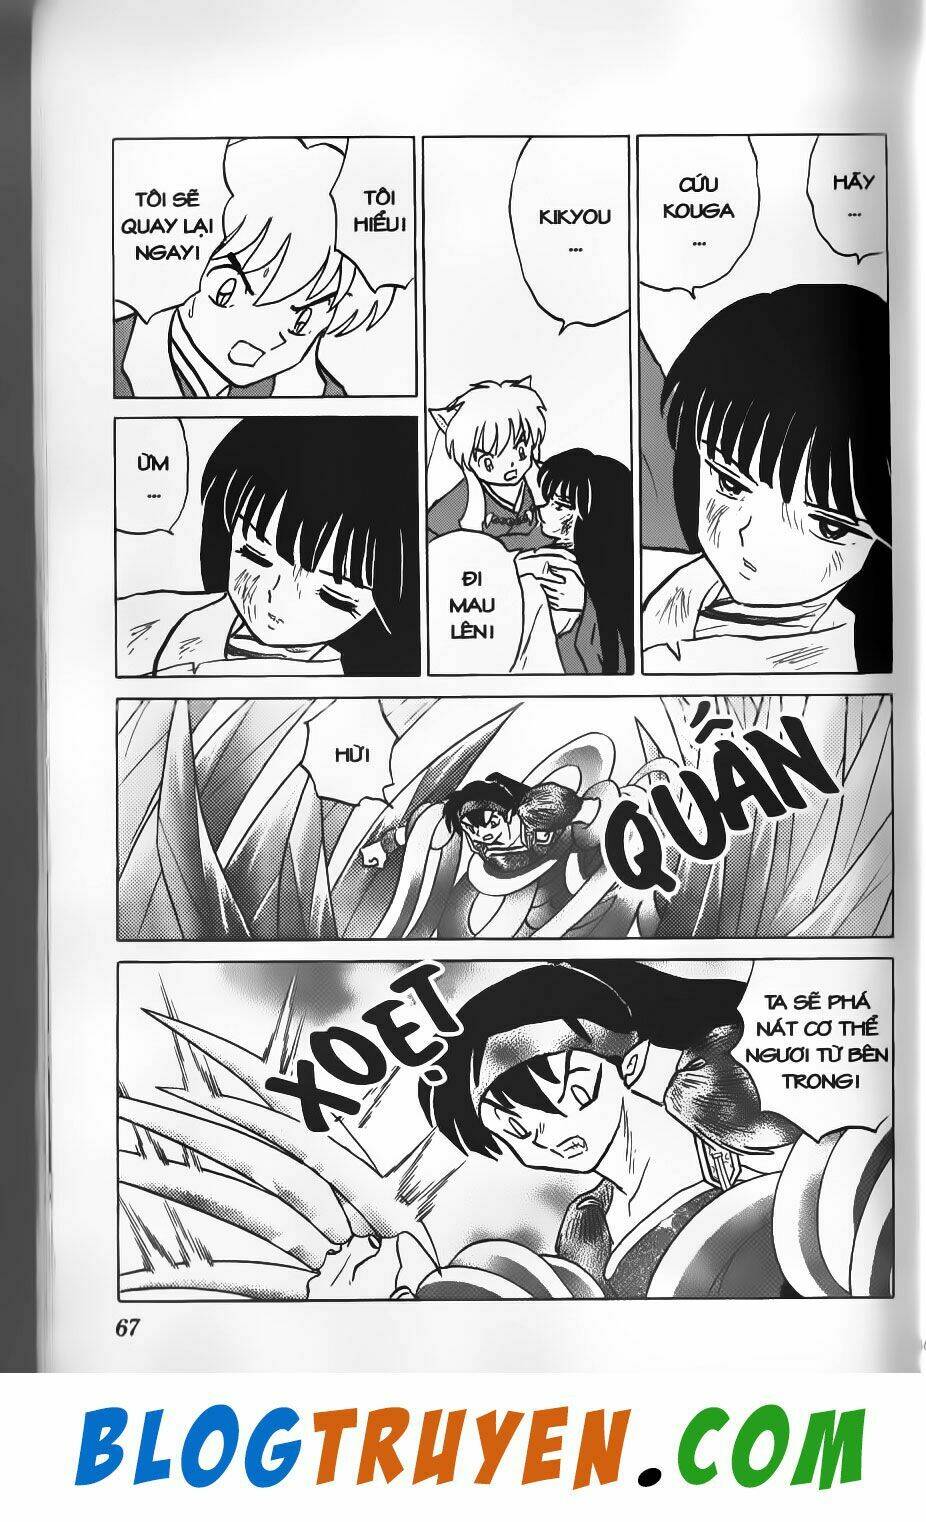 HÃY
...
CỨU
KOUGA
...
KIKYOU
...
ĐI
MAU
LÊN!
TÔI
HIỂU!
TÔI SẼ
QUAY LẠI
NGAY!
ỪM
...
HỪ!
QUẤN
TA SẼ PHÁ
NÁT CƠ THỂ
NGƯƠI TỪ BÊN
TRONG!
XOẸT
67
BLOGTRUYEN.COM